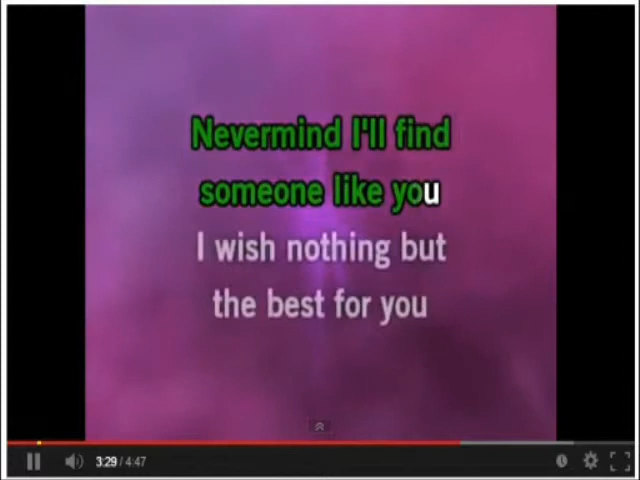 Nevermind I'll find
someone like you
I wish nothing but
the best for you
3:29 / 4:47